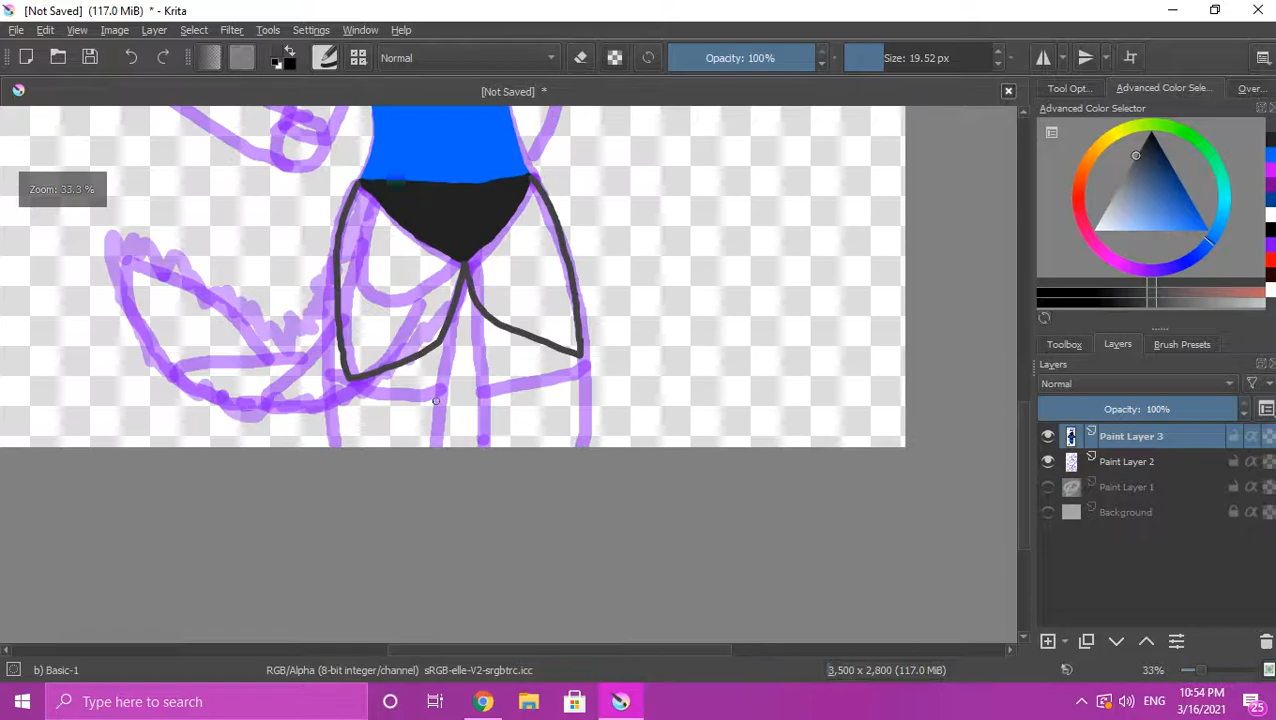 [Not Saved] (117.0 MiB) * - Krita
File Edit View Image Layer Select Filter Tools Settings Window Help
Normal
Opacity: 100%
Size: 19.52 px
[Not Saved] *
Tool Opt...
Advanced Color Sele...
Over...
Advanced Color Selector
Zoom: 33.3 %
Toolbox
Layers
Brush Presets
Layers
Normal
Opacity: 100%
Paint Layer 3
Paint Layer 2
Paint Layer 1
Background
b) Basic-1
RGB/Alpha (8-bit integer/channel) sRGB-elle-V2-srgbtrc.icc
3,500 x 2,800 (117.0 MiB)
33%
Type here to search
ENG
10:54 PM
3/16/2021
25